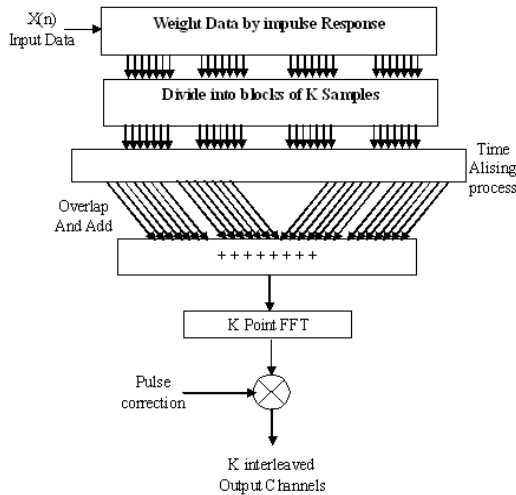 X(n)
Input Data
Weight Data by impulse Response
Divide into blocks of K Samples
Time
Alising
process
Overlap
And Add
+ + + + + + + +
K Point FFT
Pulse
correction
K interleaved
Output Channels